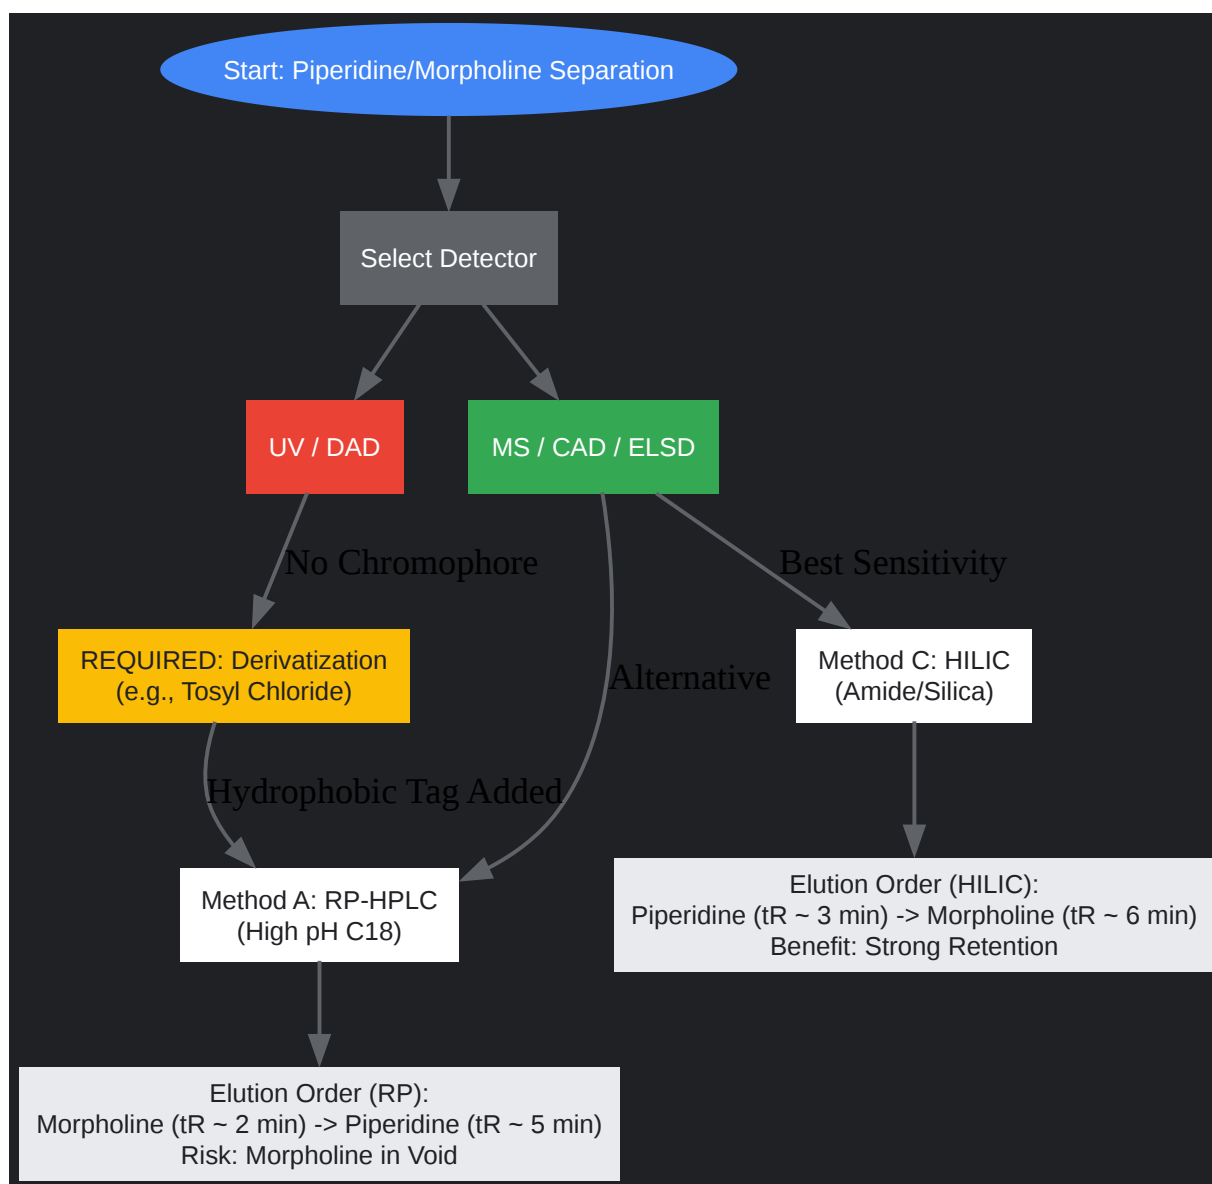 Start: Piperidine/Morpholine Separation
Select Detector
UV / DAD
MS / CAD / ELSD
No Chromophore
Best Sensitivity
REQUIRED: Derivatization
(e.g., Tosyl Chloride)
Alternative
Method C: HILIC
(Amide/Silica)
Hydrophobic Tag Added
Method A: RP-HPLC
(High pH C18)
Elution Order (HILIC):
Piperidine (tR ~ 3 min) -> Morpholine (tR ~ 6 min)
Benefit: Strong Retention
Elution Order (RP):
Morpholine (tR ~ 2 min) -> Piperidine (tR ~ 5 min)
Risk: Morpholine in Void